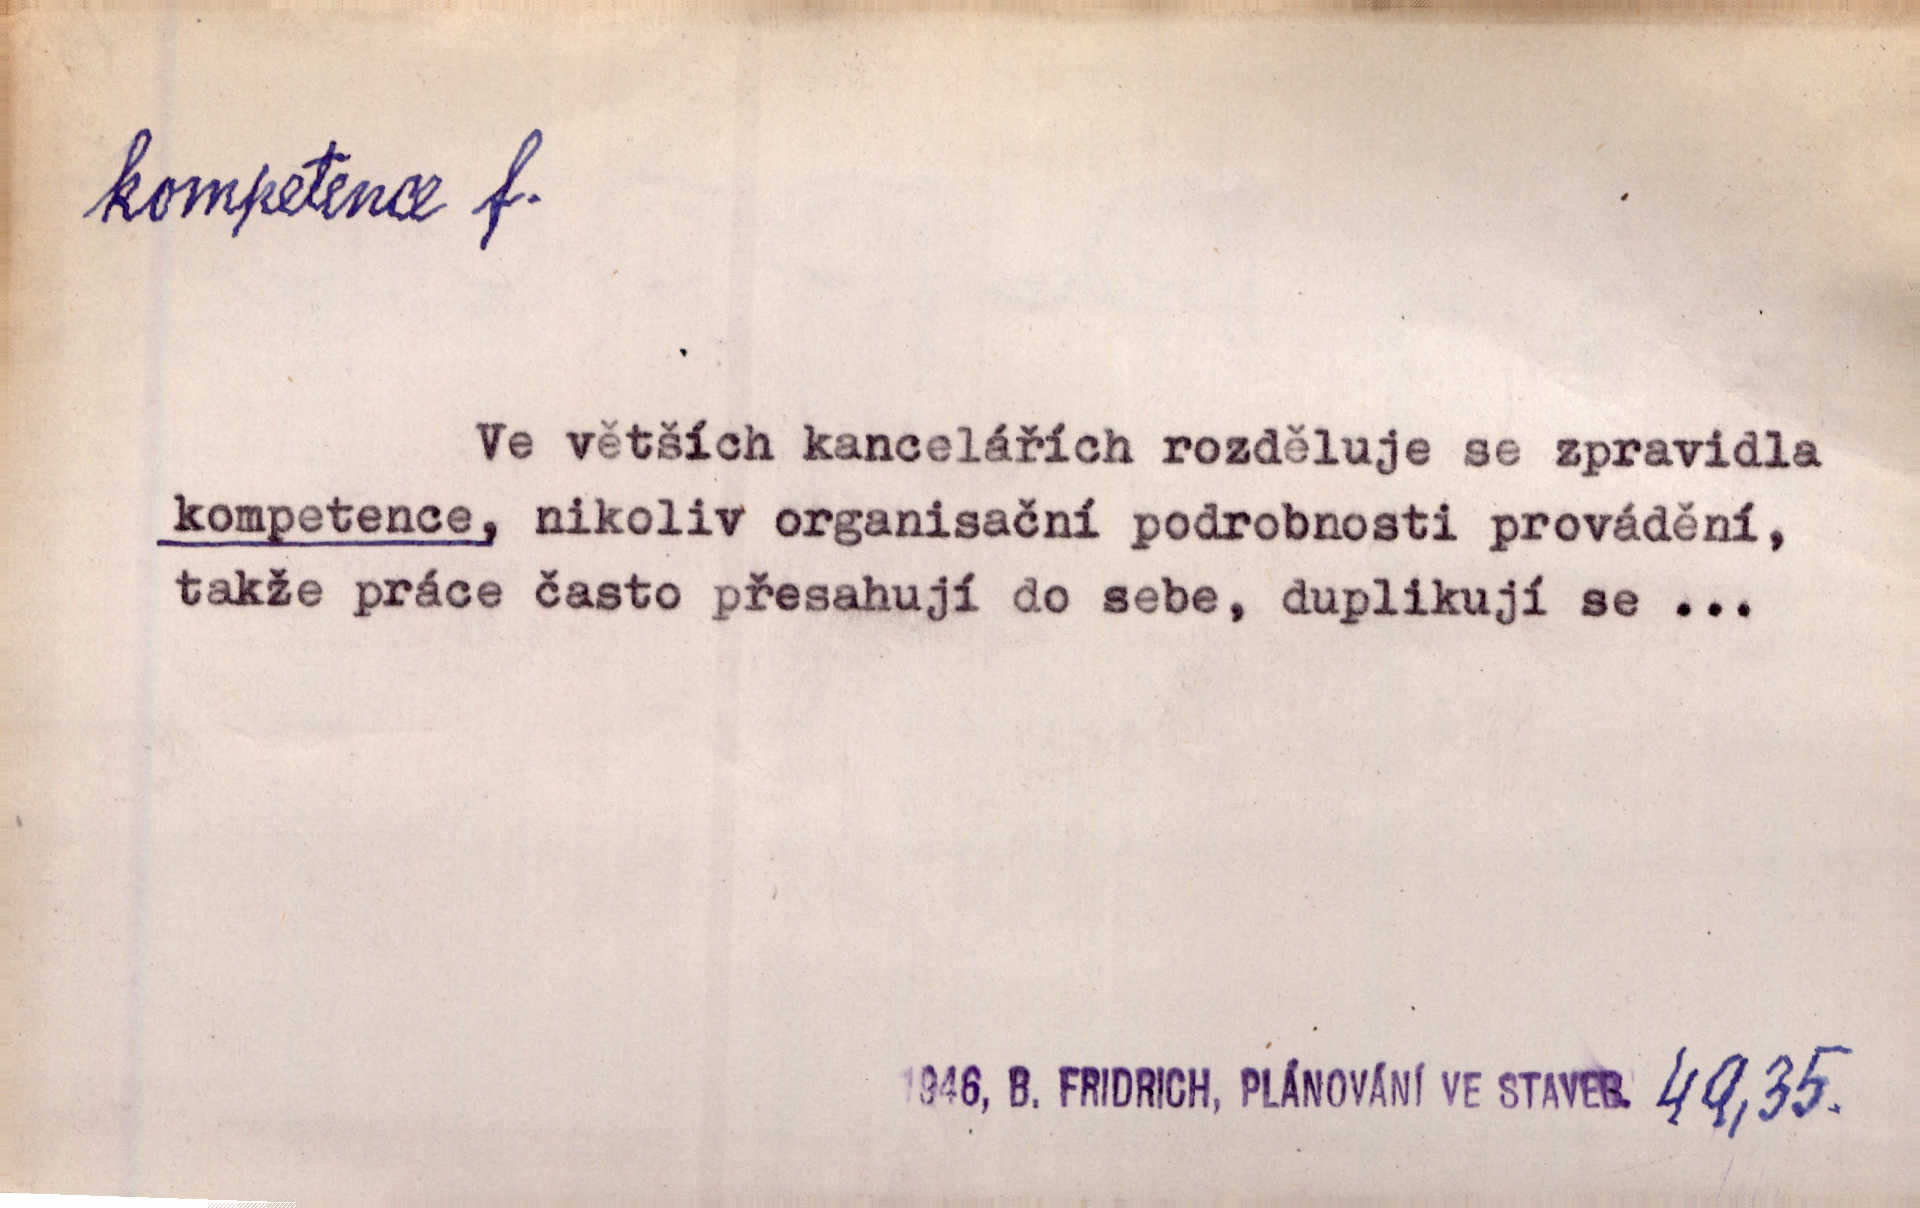 kompetence f.
Ve větších kancelářích rozděluje se zpravidla
kompetence, nikoliv organisační podrobnosti provádění,
takže práce často přesahují do sebe, duplikují se ...
1946, B. FRIDRICH, PLÁNOVÁNÍ VE STAVEB. 49,35.